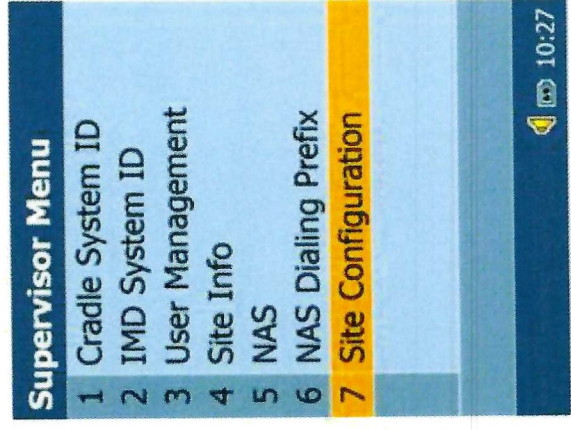 Supervisor Menu
1 Cradle System ID
2 IMD System ID
3 User Management
4 Site Info
5 NAS
6 NAS Dialing Prefix
7 Site Configuration
10:27